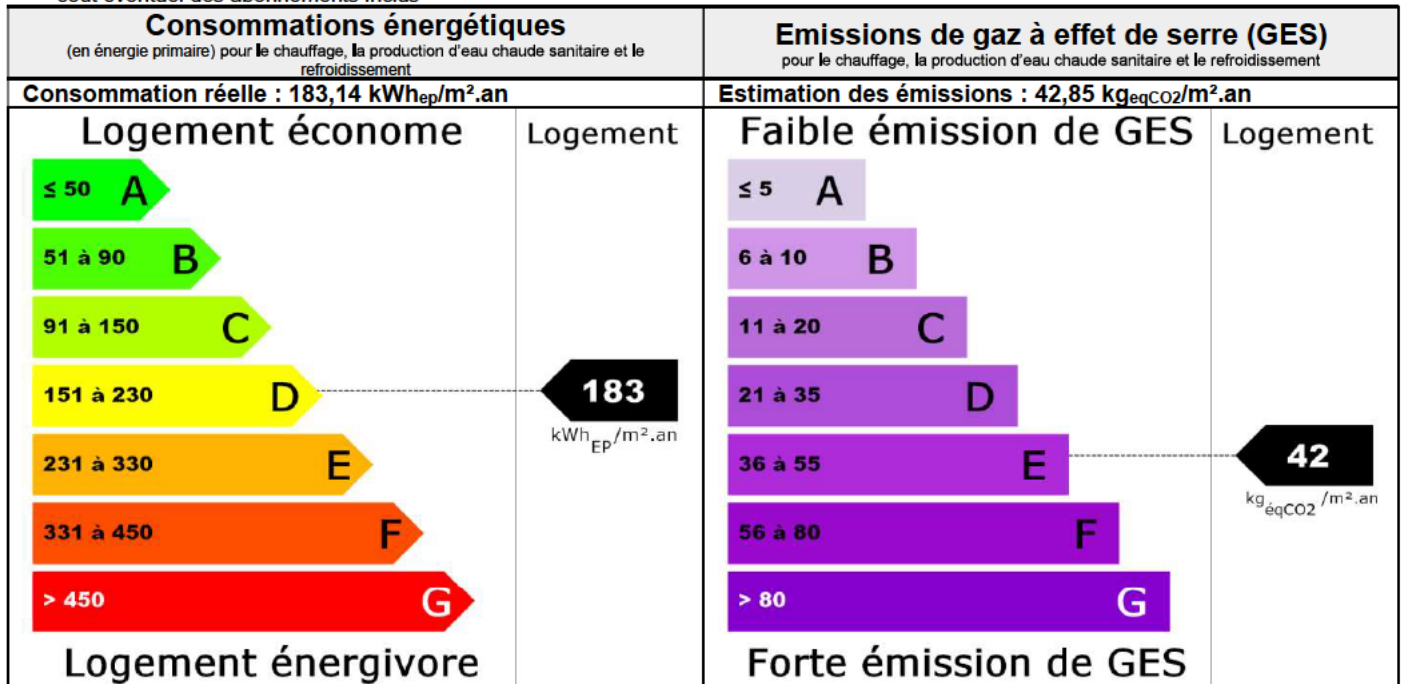 coût éventuel des abonnements inclus
Consommations énergétiques
(en énergie primaire) pour le chauffage, la production d'eau chaude sanitaire et le
refroidissement
Consommation réelle : 183,14 kWhep/m².an
Logement économe
Logement
≤ 50 A
51 à 90 B
91 à 150 C
151 à 230 D
183
kWhEP/m².an
231 à 330 E
331 à 450 F
> 450 G
Logement énergivore
Emissions de gaz à effet de serre (GES)
pour le chauffage, la production d'eau chaude sanitaire et le refroidissement
Estimation des émissions : 42,85 kgeqCO2/m².an
Faible émission de GES
Logement
≤ 5 A
6 à 10 B
11 à 20 C
21 à 35 D
36 à 55 E
42
kgéqCO2/m².an
56 à 80 F
> 80 G
Forte émission de GES